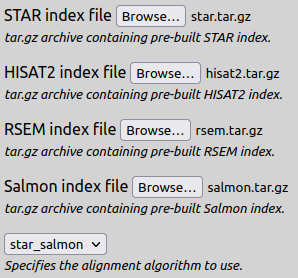 STAR index file Browse... star.tar.gz
tar.gz archive containing pre-built STAR index.
HISAT2 index file Browse... hisat2.tar.gz
tar.gz archive containing pre-built HISAT2 index.
RSEM index file Browse... rsem.tar.gz
tar.gz archive containing pre-built RSEM index.
Salmon index file Browse... salmon.tar.gz
tar.gz archive containing pre-built Salmon index.
star_salmon
Specifies the alignment algorithm to use.